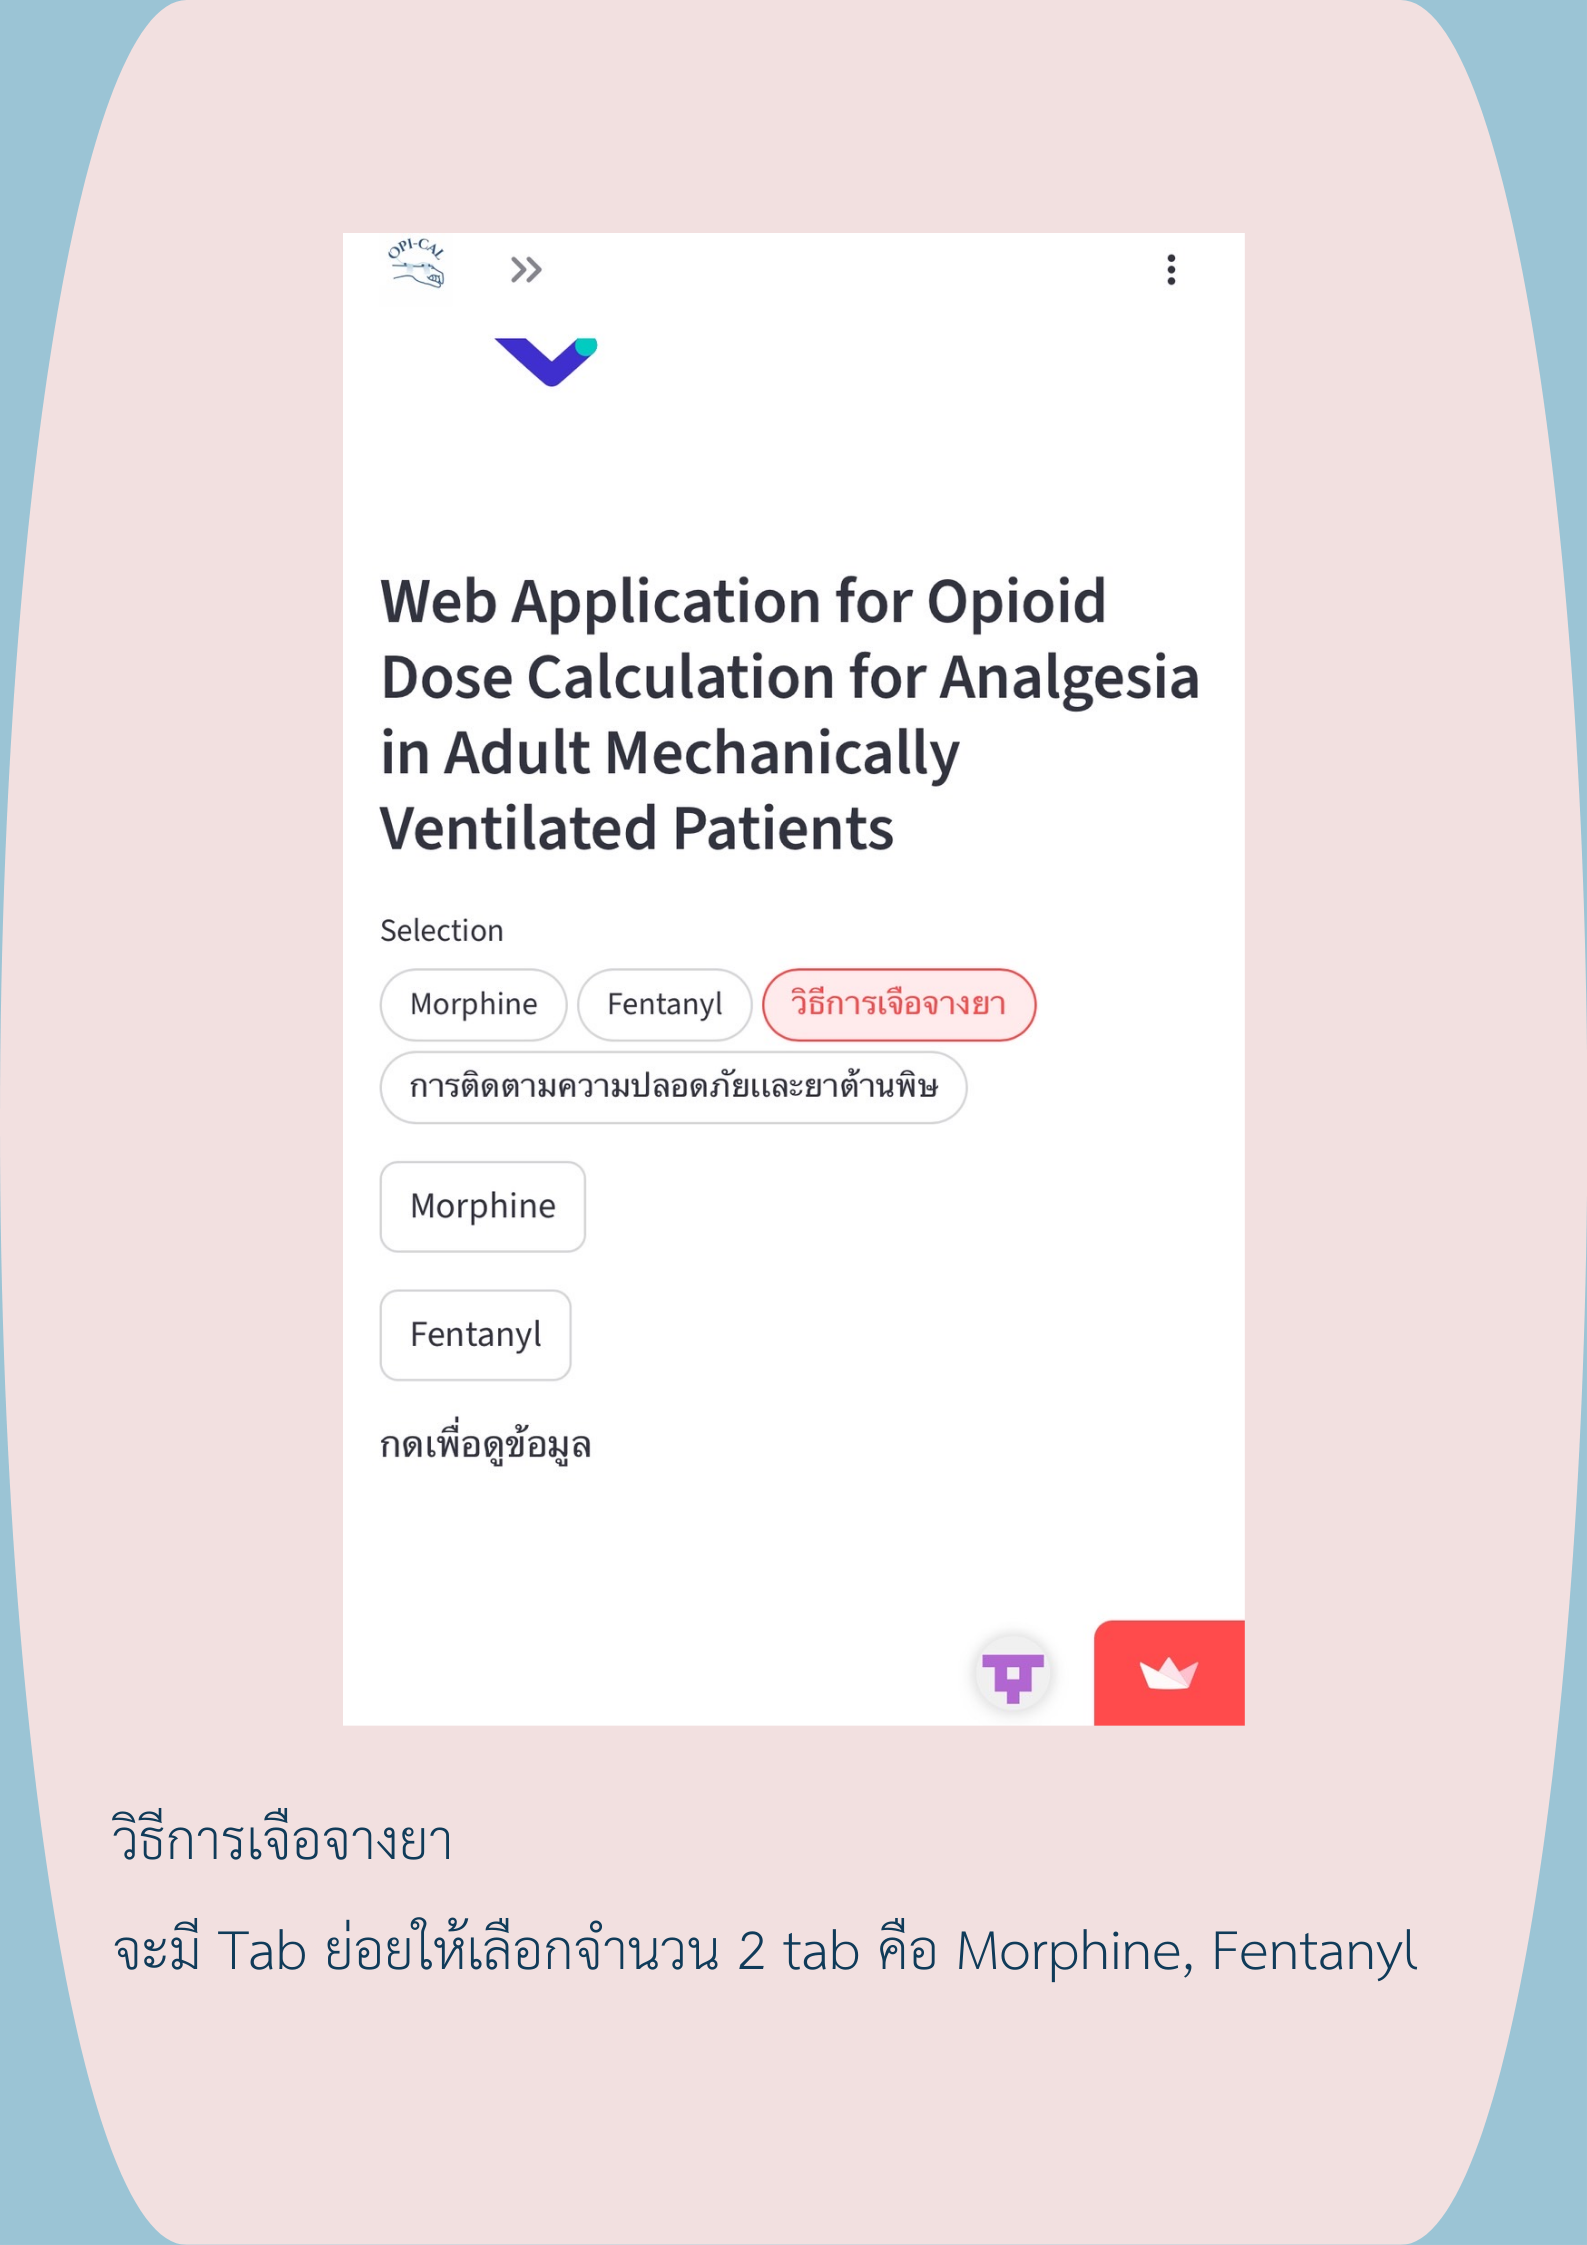 OPI-CAL
Web Application for Opioid
Dose Calculation for Analgesia
in Adult Mechanically
Ventilated Patients
Selection
Morphine Fentanyl วิธีการเจือจางยา
การติดตามความปลอดภัยและยาต้านพิษ
Morphine
Fentanyl
กดเพื่อดูข้อมูล
วิธีการเจือจางยา
จะมี Tab ย่อยให้เลือกจำนวน 2 tab คือ Morphine, Fentanyl